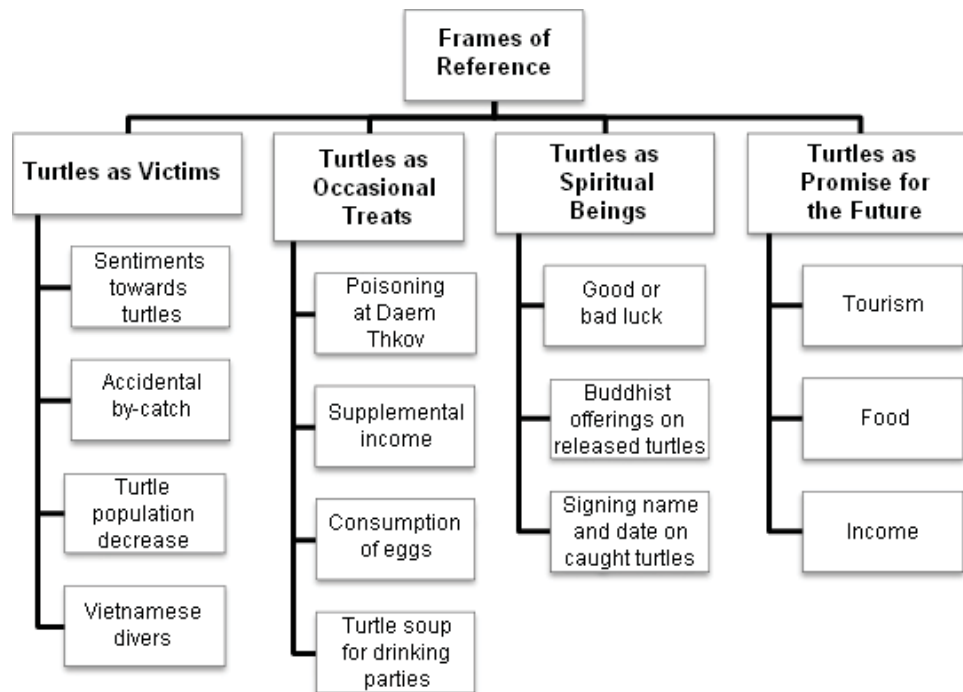 Frames of
Reference
Turtles as Victims
Sentiments
towards
turtles
Accidental
by-catch
Turtle
population
decrease
Vietnamese
divers
Turtles as
Occasional
Treats
Poisoning
at Daem
Thkov
Supplemental
income
Consumption
of eggs
Turtle soup
for drinking
parties
Turtles as
Spiritual
Beings
Good or
bad luck
Buddhist
offerings on
released turtles
Signing name
and date on
caught turtles
Turtles as
Promise for
the Future
Tourism
Food
Income